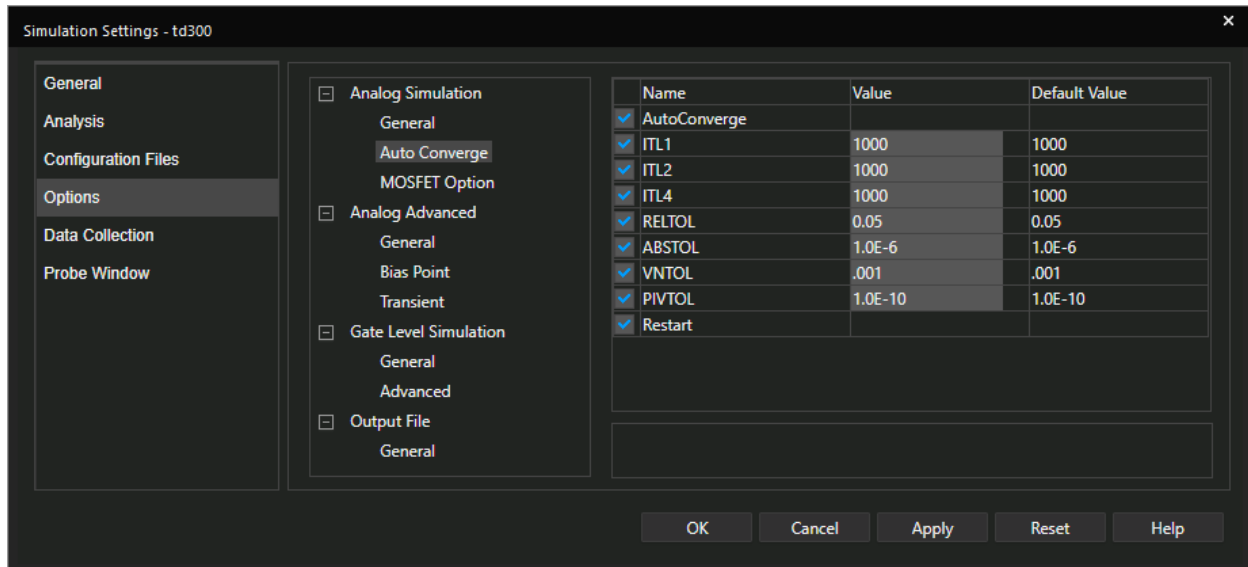 Simulation Settings - td300
×
General
Analysis
Configuration Files
Options
Data Collection
Probe Window
Analog Simulation
General
Auto Converge
MOSFET Option
Analog Advanced
General
Bias Point
Transient
Gate Level Simulation
General
Advanced
Output File
General
Name Value Default Value
AutoConverge
ITL1 1000 1000
ITL2 1000 1000
ITL4 1000 1000
RELTOL 0.05 0.05
ABSTOL 1.0E-6 1.0E-6
VNTOL .001 .001
PIVTOL 1.0E-10 1.0E-10
Restart
OK Cancel Apply Reset Help